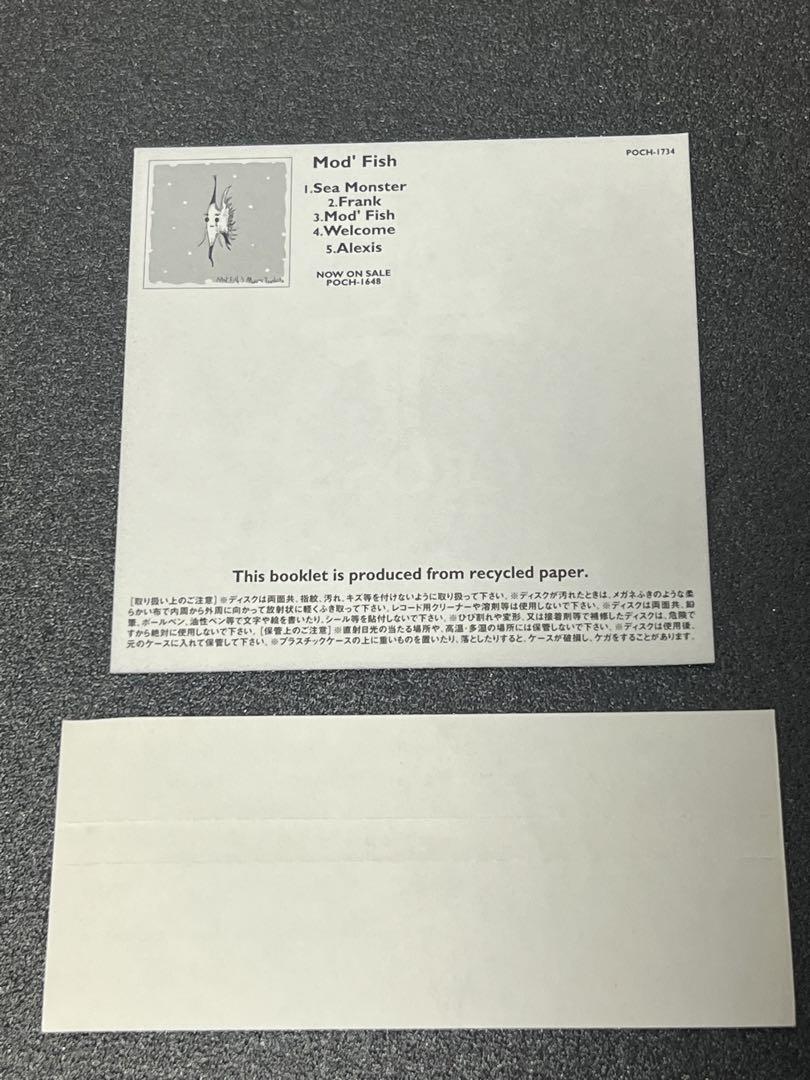 POCH-1734
Mod' Fish
1.Sea Monster
2.Frank
3.Mod' Fish
4.Welcome
5.Alexis
NOW ON SALE
POCH-1648
This booklet is produced from recycled paper.
[取り扱い上のご注意]※ディスクは両面共、指紋、汚れ、キズ等を付けないように取り扱って下さい。※ディスクが汚れたときは、メガネふきのような柔
らかい布で内周から外周に向かって放射状に軽くふき取って下さい。レコード用クリーナーや溶剤等は使用しないで下さい。※ディスクは両面共、鉛
筆、ボールペン、油性ペン等で文字や絵を書いたり、シール等を貼付しないで下さい。※ひび割れや変形、又は接着剤等で補修したディスクは、危険で
すから絶対に使用しないで下さい。[保管上のご注意]※直射日光の当たる場所や、高温・多湿の場所には保管しないで下さい。※ディスクは使用後、
元のケースに入れて保管して下さい。※プラスチックケースの上に重いものを置いたり、落としたりすると、ケースが破損し、ケガをすることがあります。